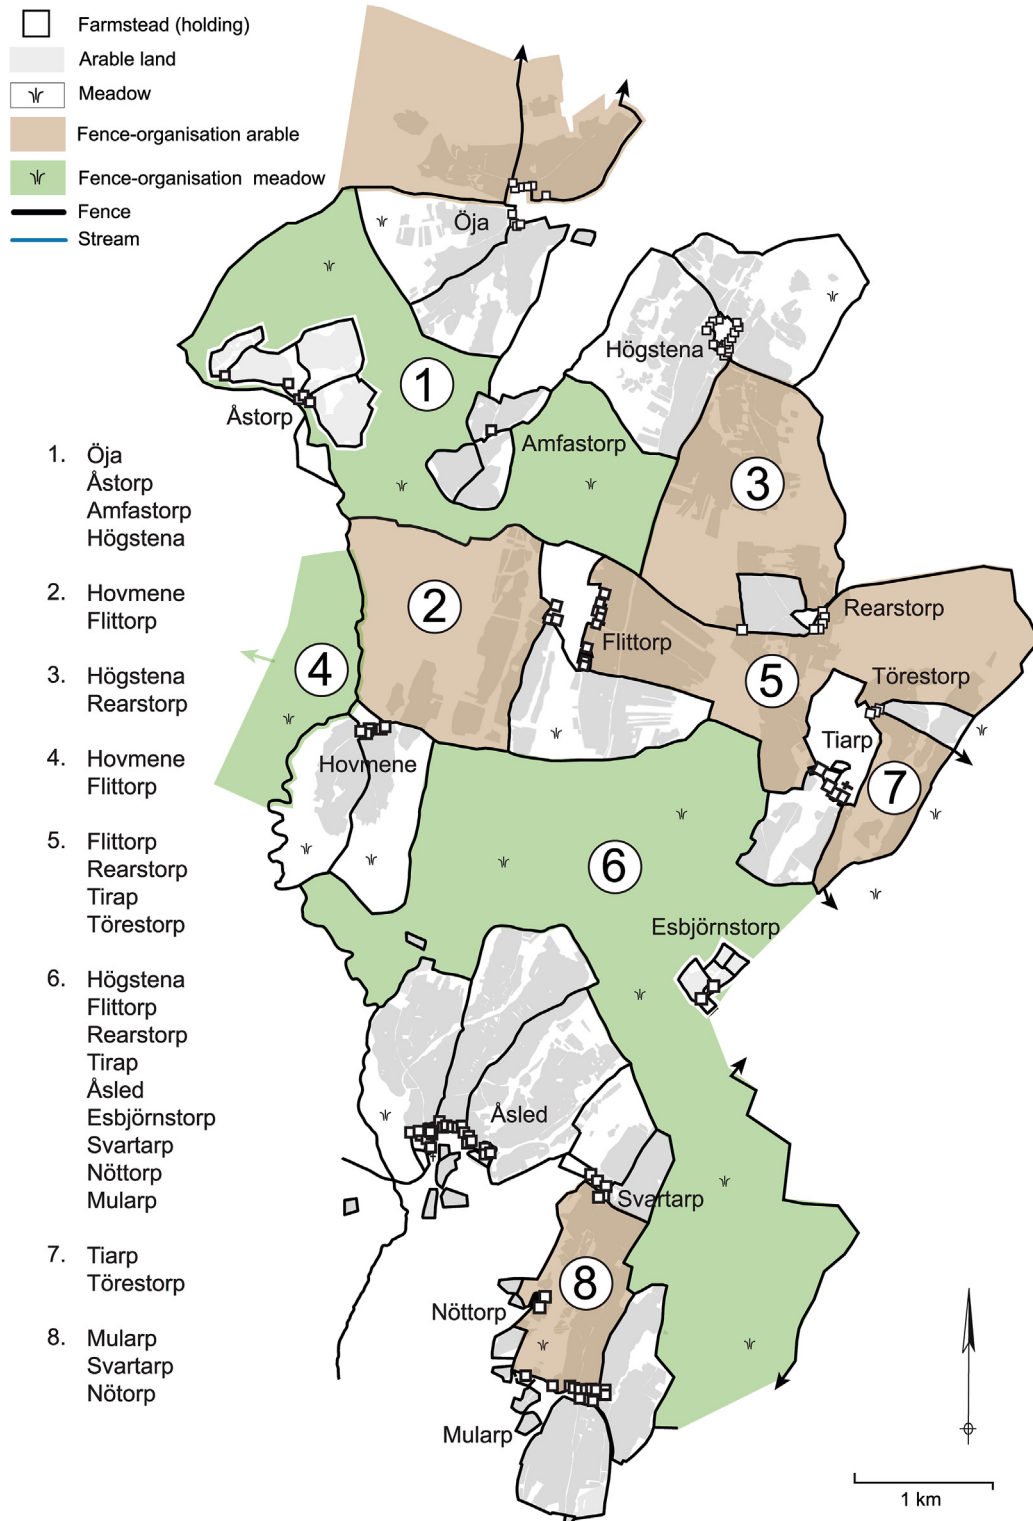 Farmstead (holding)
Arable land
Meadow
Fence-organisation arable
Fence-organisation meadow
Fence
Stream
Öja
Högstena
1
Åstorp
Amfastorp
3
2
Rearstorp
Flittorp
4
5
Törestorp
Tiarp
Hovmene
7
6
Esbjörnstorp
Åsled
Svartarp
8
Nöttorp
Mularp
1. Öja
Åstorp
Amfastorp
Högstena
2. Hovmene
Flittorp
3. Högstena
Rearstorp
4. Hovmene
Flittorp
5. Flittorp
Rearstorp
Tirap
Törestorp
6. Högstena
Flittorp
Rearstorp
Tirap
Åsled
Esbjörnstorp
Svartarp
Nöttorp
Mularp
7. Tiarp
Törestorp
8. Mularp
Svartarp
Nötorp
1 km